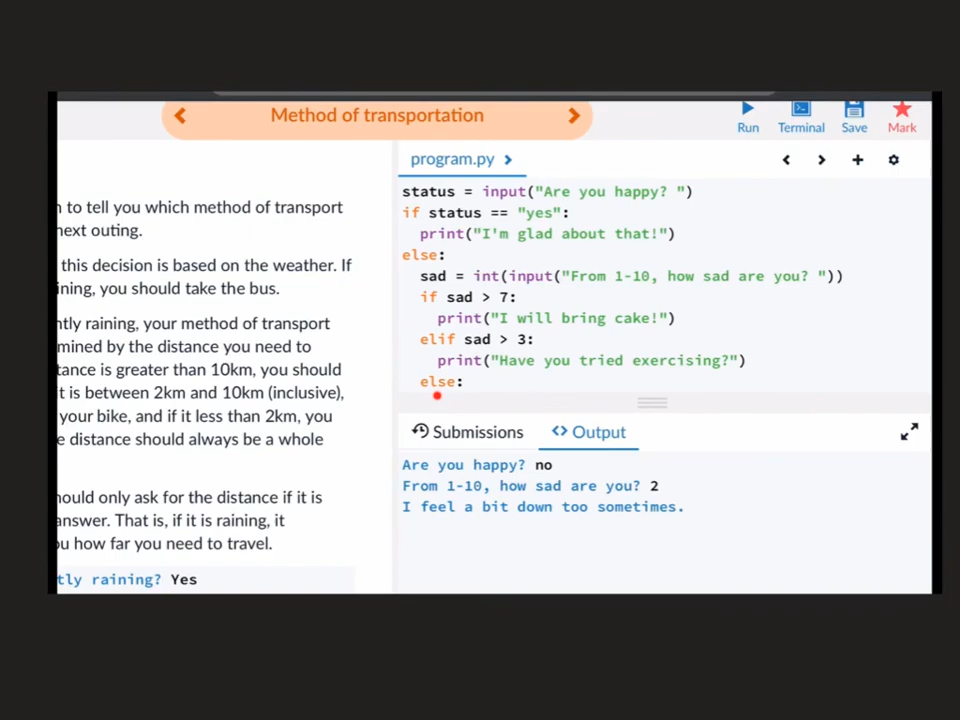 Method of transportation
Run Terminal Save Mark
to tell you which method of transport
next outing.
this decision is based on the weather. If
ining, you should take the bus.
ntly raining, your method of transport
mined by the distance you need to
tance is greater than 10km, you should
it is between 2km and 10km (inclusive),
your bike, and if it less than 2km, you
e distance should always be a whole
hould only ask for the distance if it is
answer. That is, if it is raining, it
u how far you need to travel.
tly raining? Yes
program.py
status = input("Are you happy? ")
if status == "yes":
print("I'm glad about that!")
else:
sad = int(input("From 1-10, how sad are you? "))
if sad > 7:
print("I will bring cake!")
elif sad > 3:
print("Have you tried exercising?")
else:
Submissions <> Output
Are you happy? no
From 1-10, how sad are you? 2
I feel a bit down too sometimes.